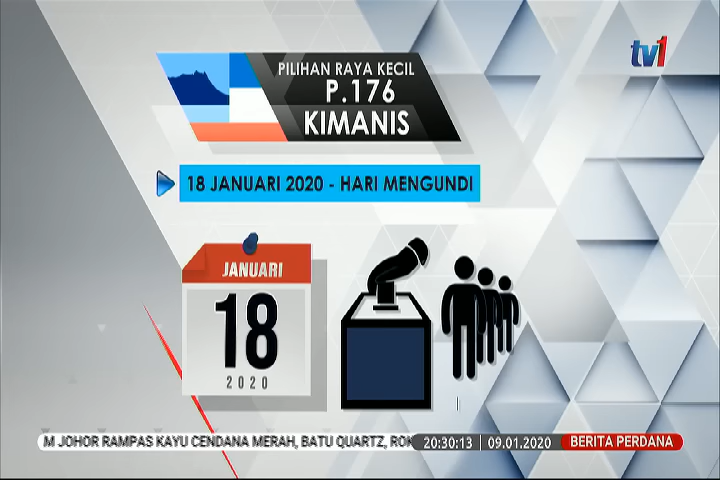 tv1
PILIHAN RAYA KECIL
P.176
KIMANIS
18 JANUARI 2020 - HARI MENGUNDI
JANUARI
18
2020
M JOHOR RAMPAS KAYU CENDANA MERAH, BATU QUARTZ, ROK
20:30:13 | 09.01.2020
BERITA PERDANA